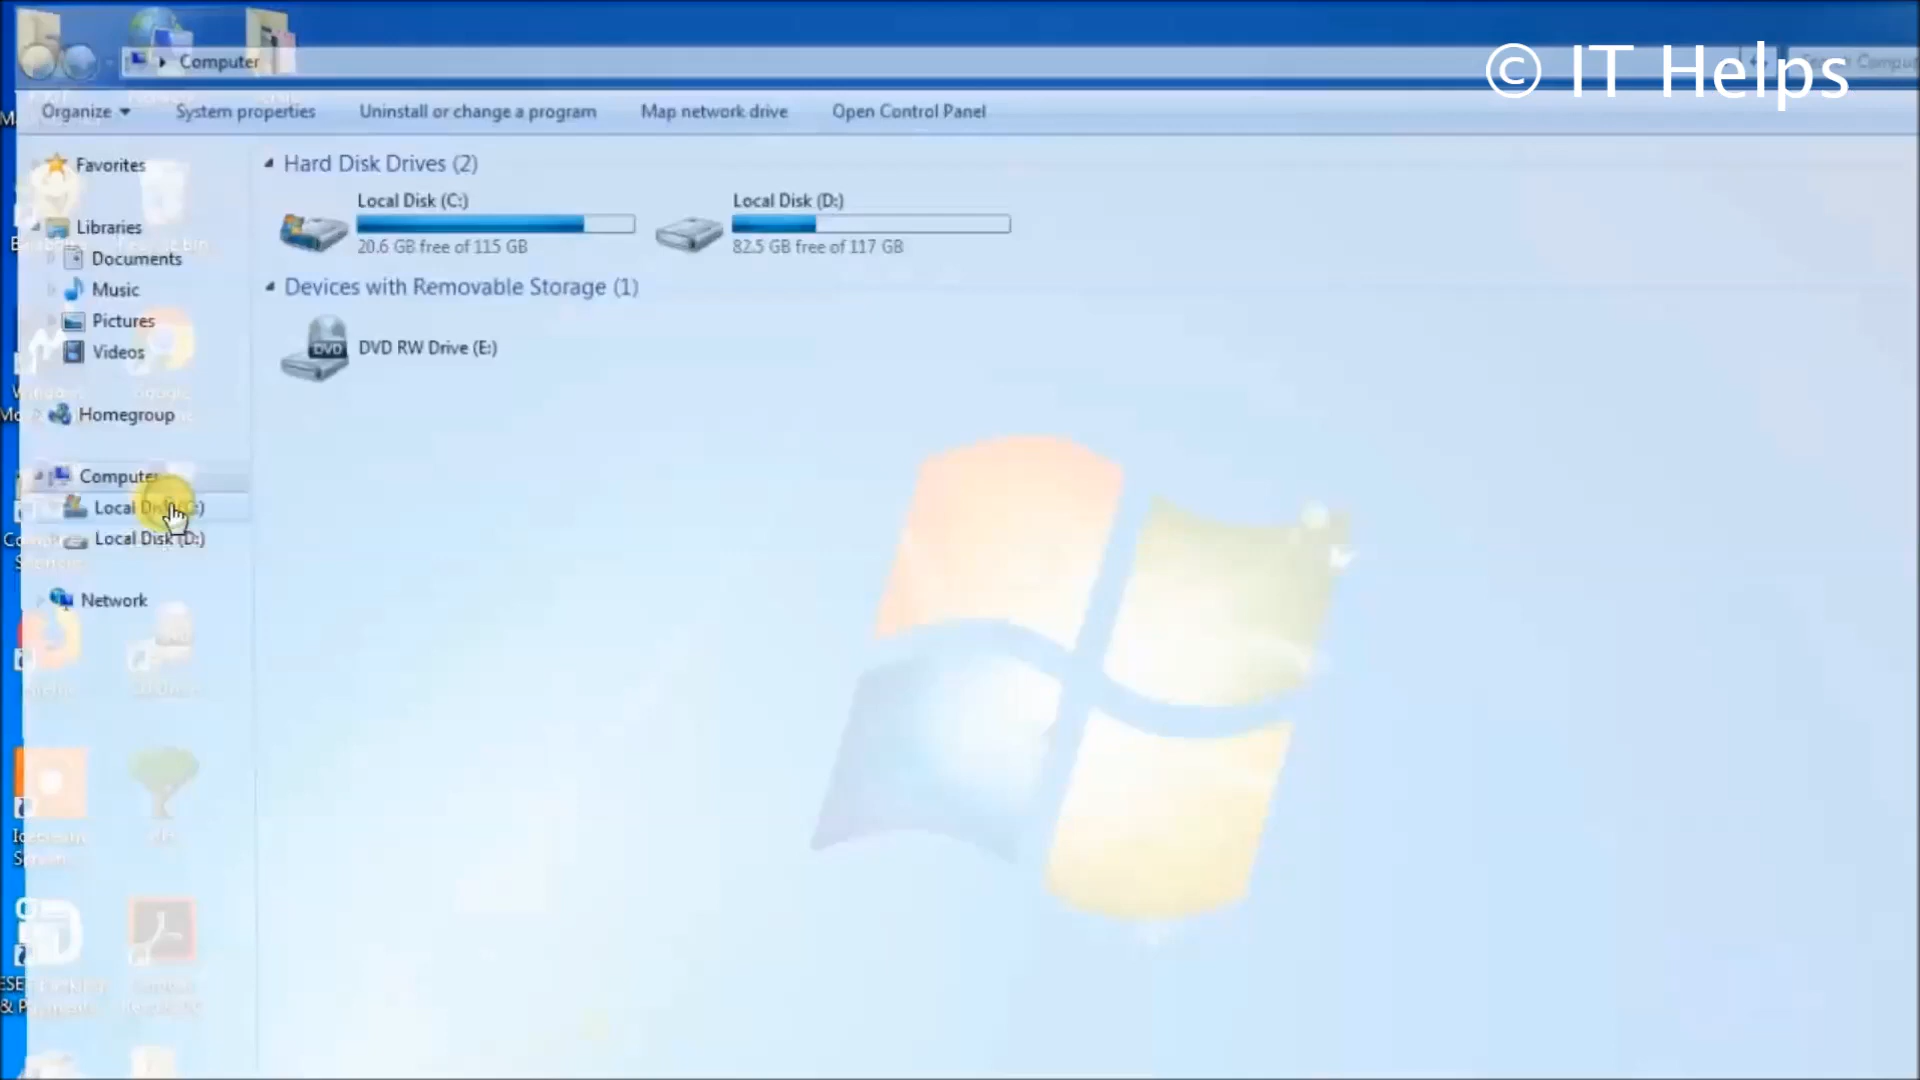 Computer
© IT Helps
Organize
System properties
Uninstall or change a program
Map network drive
Open Control Panel
Favorites
Libraries
Documents
Music
Pictures
Videos
Homegroup
Computer
Local Disk (C:)
Local Disk (D:)
Network
Hard Disk Drives (2)
Local Disk (C:)
20.6 GB free of 115 GB
Local Disk (D:)
82.5 GB free of 117 GB
Devices with Removable Storage (1)
DVD
DVD RW Drive (E:)